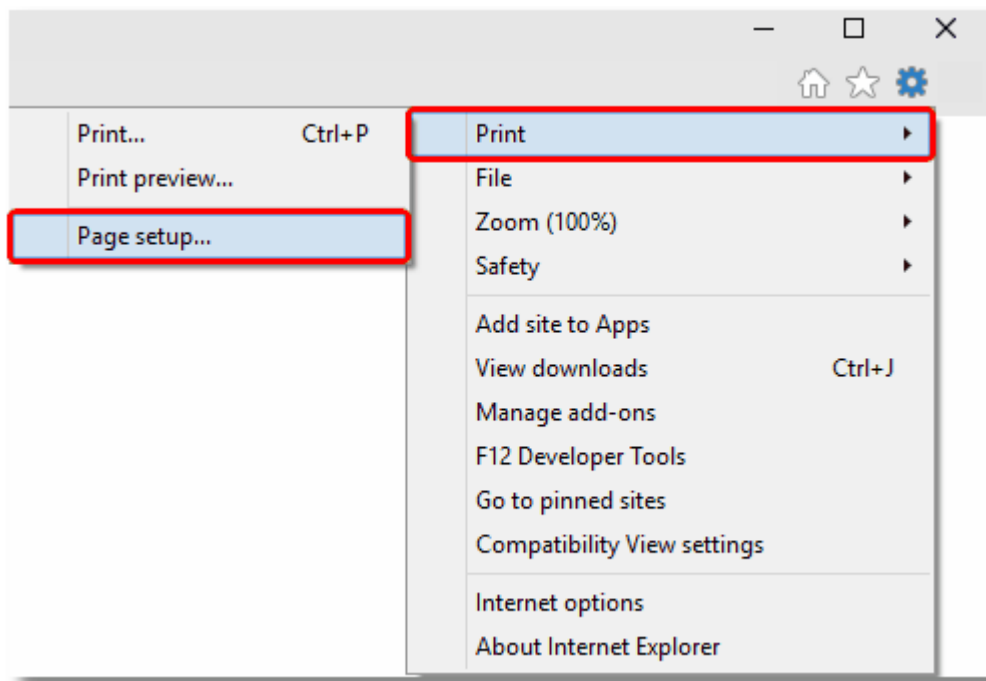 Print... Ctrl+P
Print preview...
Page setup...
Print
File
Zoom (100%)
Safety
Add site to Apps
View downloads Ctrl+J
Manage add-ons
F12 Developer Tools
Go to pinned sites
Compatibility View settings
Internet options
About Internet Explorer